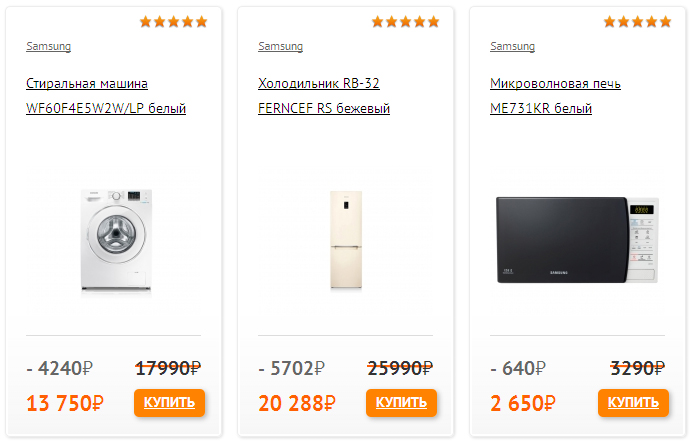 Samsung
Стиральная машина
WF60F4E5W2W/LP белый
- 4240₽
17990₽
13 750₽
КУПИТЬ
Samsung
Холодильник RB-32
FERNCEF RS бежевый
- 5702₽
25990₽
20 288₽
КУПИТЬ
Samsung
Микроволновая печь
ME731KR белый
SAMSUNG
- 640₽
3290₽
2 650₽
КУПИТЬ